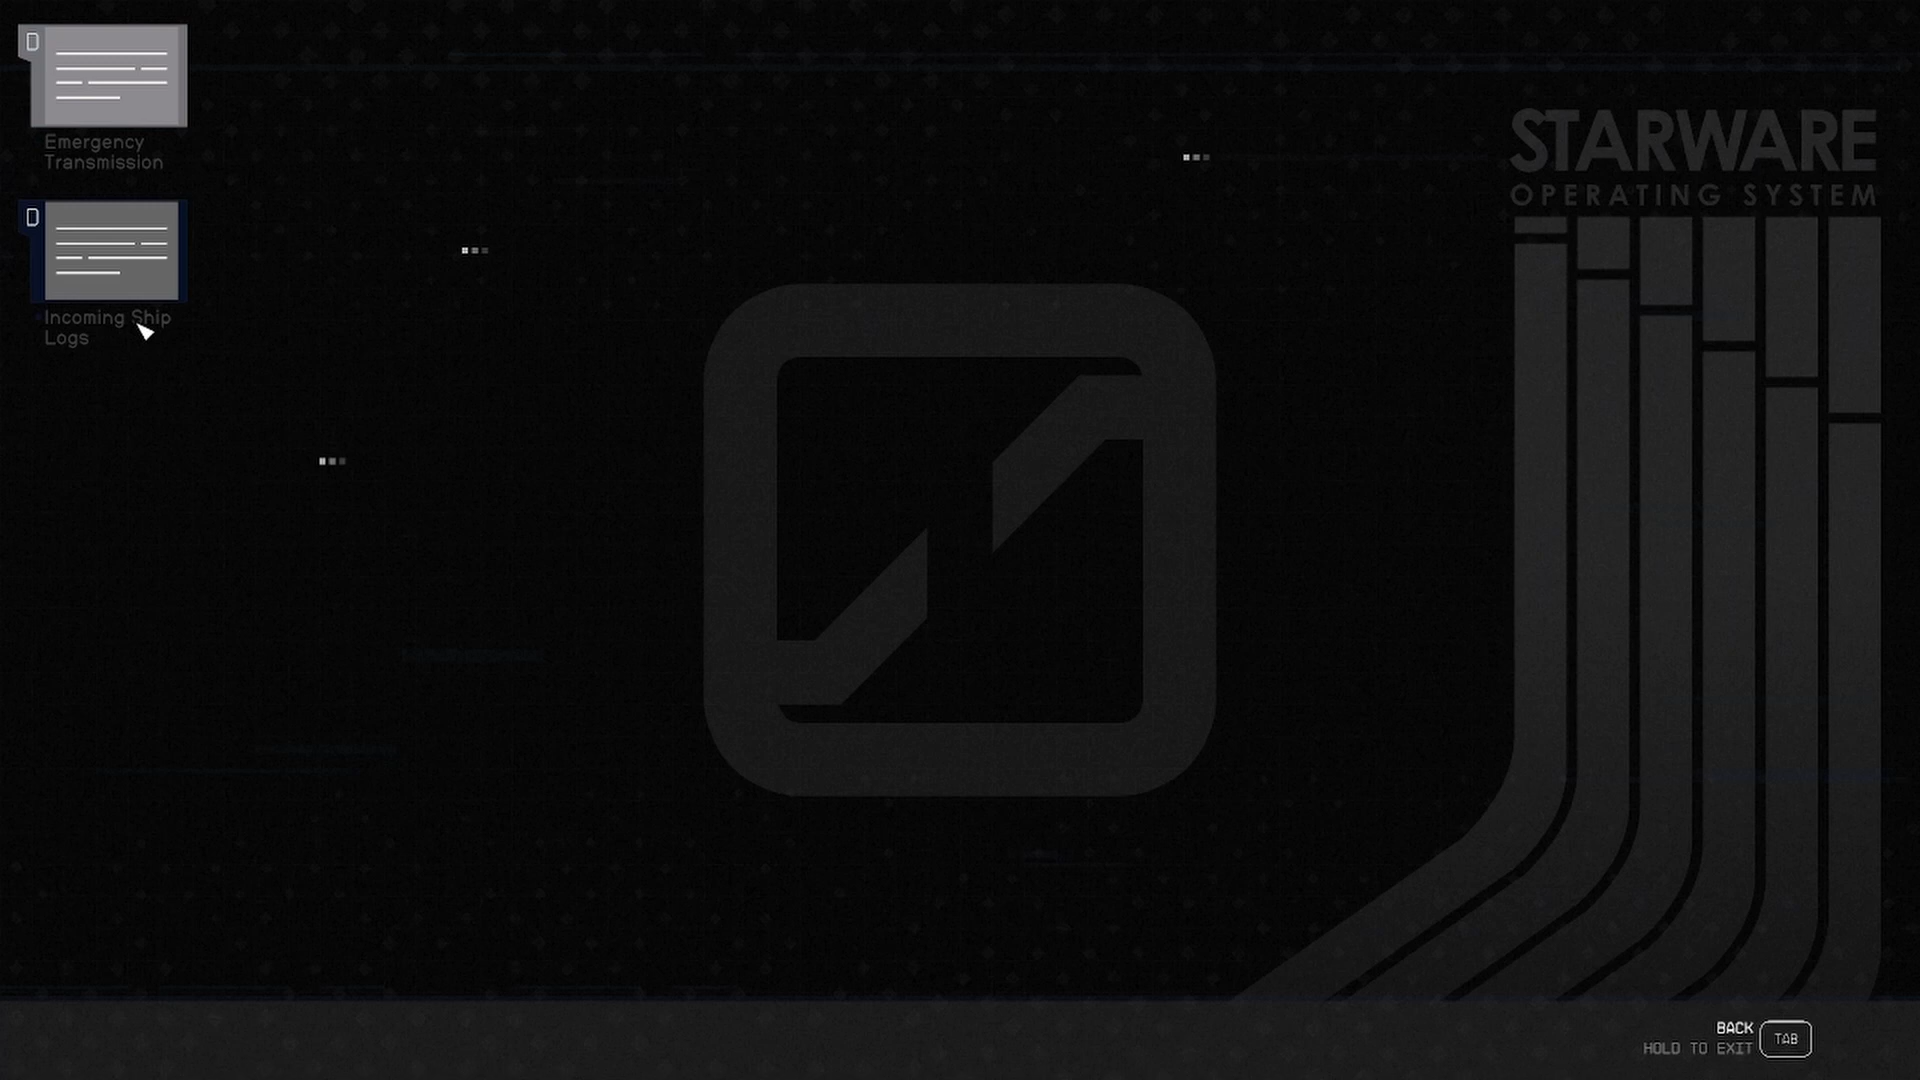 D
Emergency
Transmission
D
Incoming Ship
Logs
STARWARE
OPERATING SYSTEM
BACK
HOLD TO EXIT
TAB